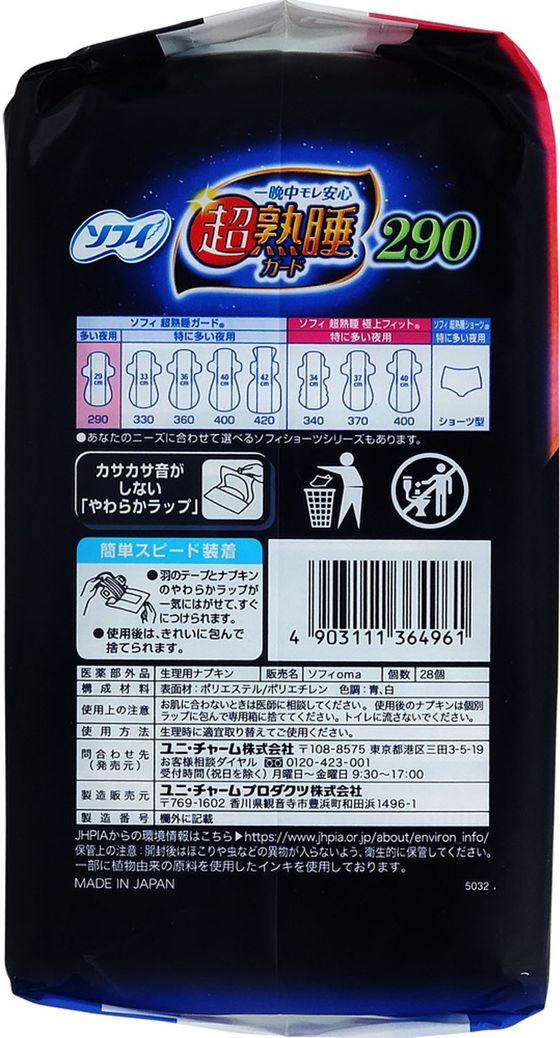 一晩中モレ安心
ソフィ 超熟睡 ガード 290
ソフィ 超熟睡ガード® ソフィ 超熟睡 極上フィット® ソフィ 超熟睡ショーツ®
多い夜用 特に多い夜用 特に多い夜用 特に多い夜用
29cm 33cm 36cm 40cm 42cm 34cm 37cm 40cm
290 330 360 400 420 340 370 400 ショーツ型
●あなたのニーズに合わせて選べるソフィショーツシリーズもあります。
カサカサ音が
しない
「やわらかラップ」
簡単スピード装着
●羽のテープとナプキン
のやわらかラップが
一気にはがせて、すぐ
につけられます。
●使用後は、きれいに包んで
捨てられます。
4 903111 364961
医薬部外品 生理用ナプキン 販売名 ソフィoma 個数 28個
構成材料 表面材:ポリエステル/ポリエチレン 色調:青、白
使用上の注意 お肌に合わないときは医師に相談してください。使用後のナプキンは個別
ラップに包んで専用箱に捨ててください。トイレに流さないでください。
使用方法 生理時に適宜取り替えてご使用ください。
問合わせ先 (発売元) ユニ・チャーム株式会社 〒108-8575 東京都港区三田3-5-19
お客様相談ダイヤル 0120-423-001
受付時間(祝日を除く) 月曜日〜金曜日 9:30〜17:00
製造販売元 ユニ・チャームプロダクツ株式会社
〒769-1602 香川県観音寺市豊浜町和田浜1496-1
製造番号 欄外に記載
JHPIAからの環境情報はこちら▶https://www.jhpia.or.jp/about/environ_info/
保管上の注意:開封後はほこりや虫などの異物が入らないよう、衛生的に保管してください。
一部に植物由来の原料を使用したインキを使用しております。
MADE IN JAPAN 5032